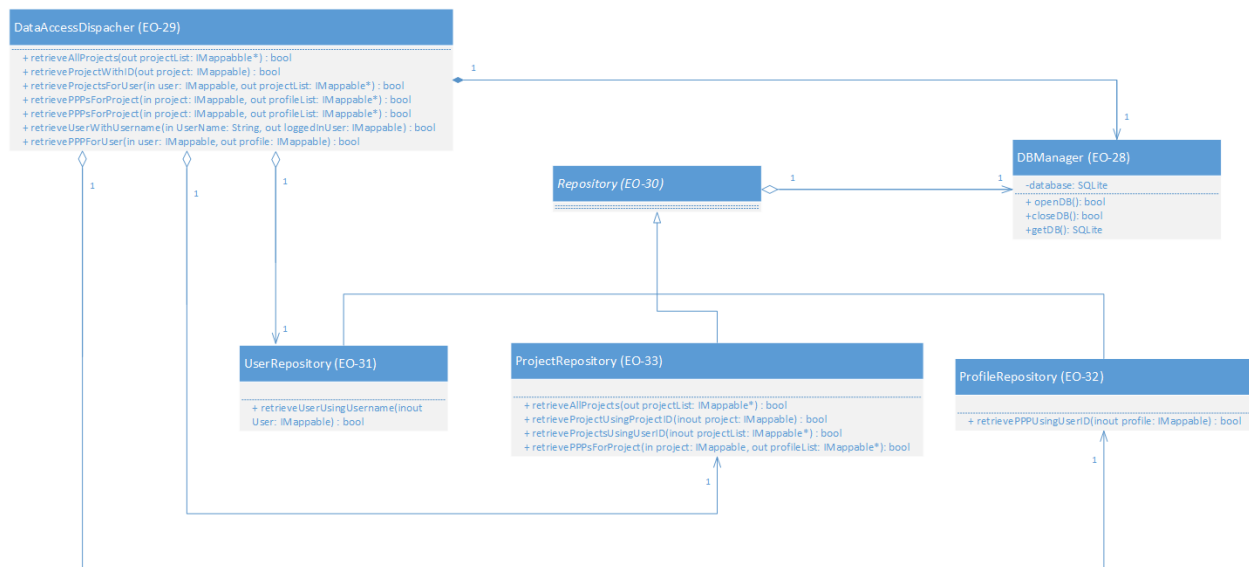 DataAccessDispacher (EO-29)
+ retrieveAllProjects(out projectList: IMappabble*) : bool
+ retrieveProjectWithID(out project: IMappable) : bool
+ retrieveProjectsForUser(in user: IMappable, out projectList: IMappable*) : bool
+ retrievePPPsForProject(in project: IMappable, out profileList: IMappable*) : bool
+ retrievePPPsForProject(in project: IMappable, out profileList: IMappable*) : bool
+ retrieveUserWithUsername(in UserName: String, out loggedInUser: IMappable) : bool
+ retrievePPPForUser(in user: IMappable, out profile: IMappable) : bool
1
1
1
1
1
DBManager (EO-28)
-database: SQLite
+ openDB(): bool
+closeDB(): bool
+getDB(): SQLite
Repository (EO-30)
1
1
1
UserRepository (EO-31)
+ retrieveUserUsingUsername(inout
User: IMappable) : bool
ProjectRepository (EO-33)
+ retrieveAllProjects(out projectList: IMappable*) : bool
+ retrieveProjectUsingProjectID(inout project: IMappable) : bool
+ retrieveProjectsUsingUserID(inout projectList: IMappable*) : bool
+ retrievePPPsForProject(in project: IMappable, out profileList: IMappable*): bool
1
ProfileRepository (EO-32)
+ retrievePPPUsingUserID(inout profile: IMappable) : bool
1